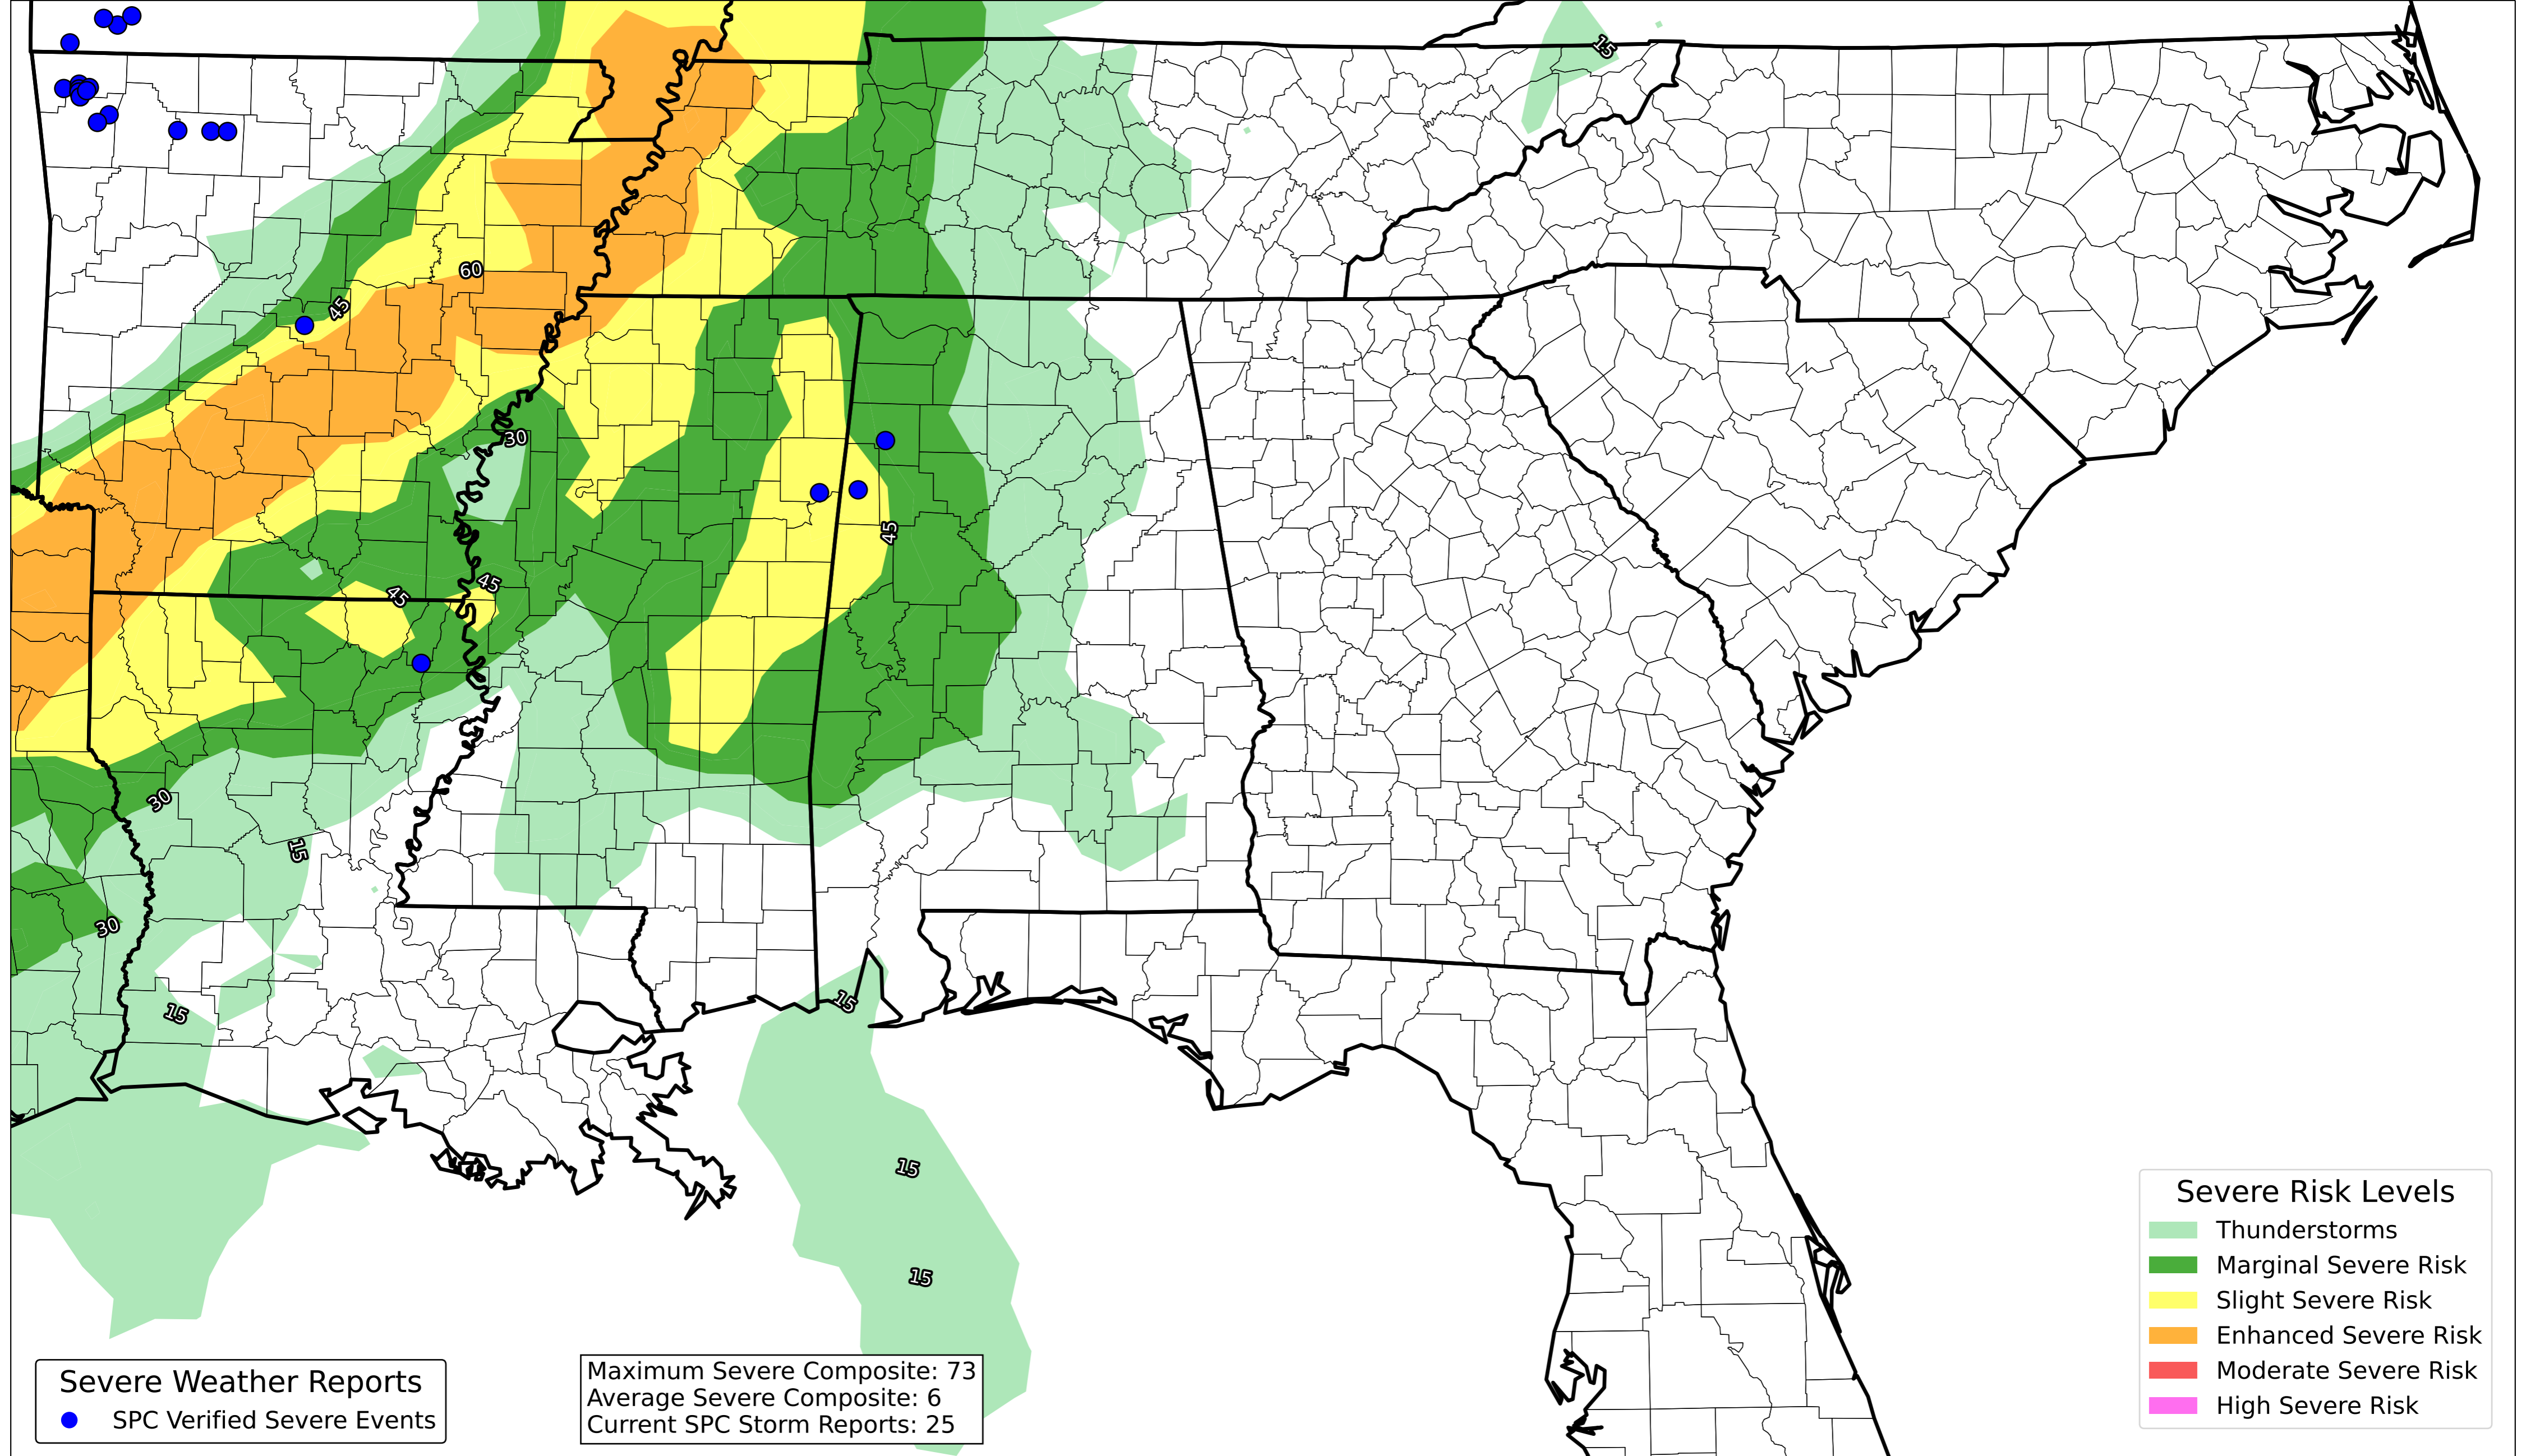 15
60
45
30
45
45
45
30
15
30
15
15
15
15
Severe Risk Levels
Thunderstorms
Marginal Severe Risk
Slight Severe Risk
Enhanced Severe Risk
Moderate Severe Risk
High Severe Risk
Severe Weather Reports
SPC Verified Severe Events
Maximum Severe Composite: 73
Average Severe Composite: 6
Current SPC Storm Reports: 25